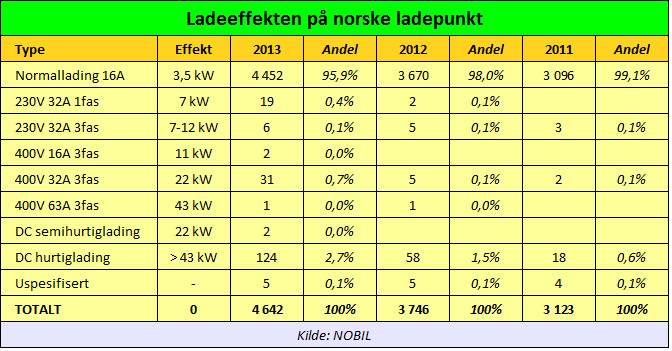 Ladeeffekten på norske ladepunkt
Type Effekt 2013 Andel 2012 Andel 2011 Andel
Normallading 16A 3,5 kW 4 452 95,9% 3 670 98,0% 3 096 99,1%
230V 32A 1fas 7 kW 19 0,4% 2 0,1%
230V 32A 3fas 7-12 kW 6 0,1% 5 0,1% 3 0,1%
400V 16A 3fas 11 kW 2 0,0%
400V 32A 3fas 22 kW 31 0,7% 5 0,1% 2 0,1%
400V 63A 3fas 43 kW 1 0,0% 1 0,0%
DC semihurtiglading 22 kW 2 0,0%
DC hurtiglading > 43 kW 124 2,7% 58 1,5% 18 0,6%
Uspesifisert - 5 0,1% 5 0,1% 4 0,1%
TOTALT 0 4 642 100% 3 746 100% 3 123 100%
Kilde: NOBIL